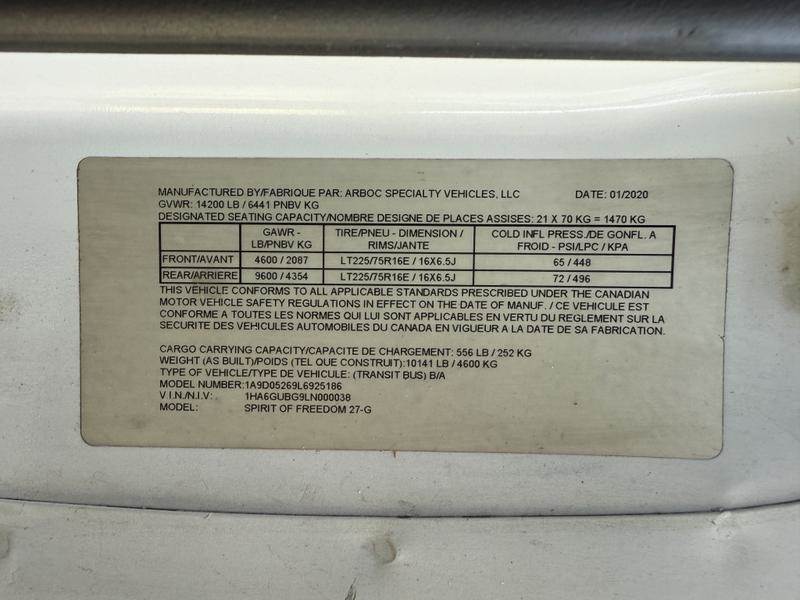 MANUFACTURED BY/FABRIQUE PAR: ARBOC SPECIALTY VEHICLES, LLC DATE: 01/2020
GVWR: 14200 LB / 6441 PNBV KG
DESIGNATED SEATING CAPACITY/NOMBRE DESIGNE DE PLACES ASSISES: 21 X 70 KG = 1470 KG
GAWR - LB/PNBV KG TIRE/PNEU - DIMENSION / RIMS/JANTE COLD INFL PRESS./DE GONFL. A FROID - PSI/LPC / KPA
FRONT/AVANT 4600 / 2087 LT225/75R16E / 16X6.5J 65 / 448
REAR/ARRIERE 9600 / 4354 LT225/75R16E / 16X6.5J 72 / 496
THIS VEHICLE CONFORMS TO ALL APPLICABLE STANDARDS PRESCRIBED UNDER THE CANADIAN
MOTOR VEHICLE SAFETY REGULATIONS IN EFFECT ON THE DATE OF MANUF. / CE VEHICULE EST
CONFORME A TOUTES LES NORMES QUI LUI SONT APPLICABLES EN VERTU DU REGLEMENT SUR LA
SECURITE DES VEHICULES AUTOMOBILES DU CANADA EN VIGUEUR A LA DATE DE SA FABRICATION.
CARGO CARRYING CAPACITY/CAPACITE DE CHARGEMENT: 556 LB / 252 KG
WEIGHT (AS BUILT)/POIDS (TEL QUE CONSTRUIT):10141 LB / 4600 KG
TYPE OF VEHICLE/TYPE DE VEHICULE: (TRANSIT BUS) B/A
MODEL NUMBER:1A9D05269L6925186
V I.N./N.I.V: 1HA6GUBG9LN000038
MODEL: SPIRIT OF FREEDOM 27-G